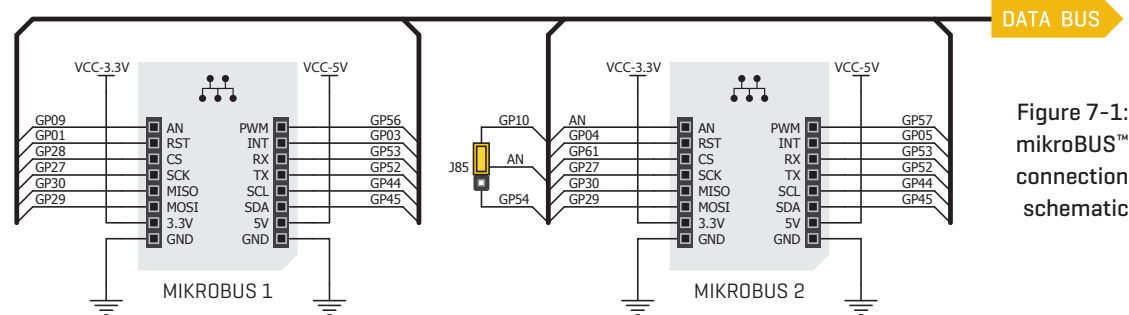 DATA BUS
VCC-3.3V VCC-5V VCC-3.3V VCC-5V
GP09 AN PWM GP56 GP10 AN AN PWM GP57
GP01 RST INT GP03 GP04 RST INT GP05
GP28 CS RX GP53 J85 AN GP61 CS RX GP53
GP27 SCK TX GP52 GP27 SCK TX GP52
GP30 MISO SCL GP44 GP30 MISO SCL GP44
GP29 MOSI SDA GP45 GP54 GP29 MOSI SDA GP45
3.3V 5V 3.3V 5V
GND GND GND GND
MIKROBUS 1 MIKROBUS 2
Figure 7-1:
mikroBUS™
connection
schematic